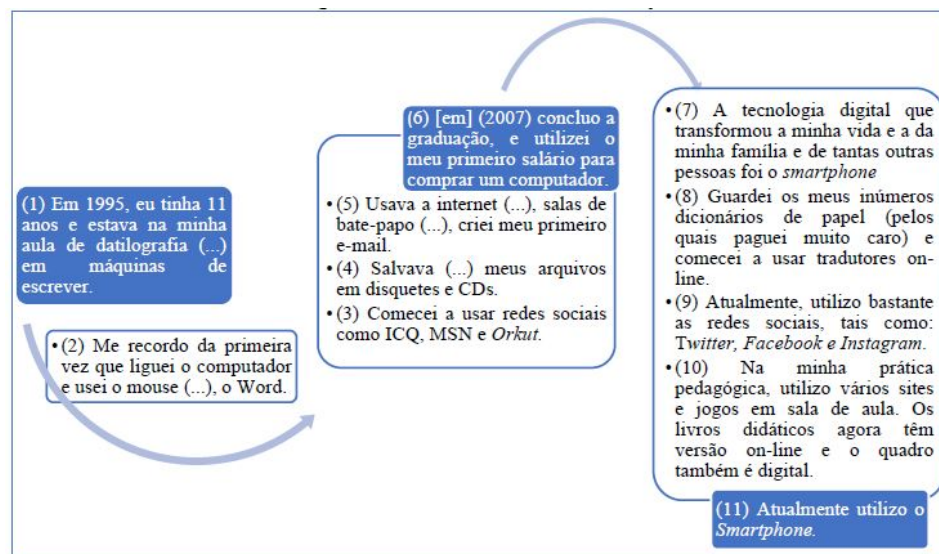 (1) Em 1995, eu tinha 11
anos e estava na minha
aula de datilografia (...)
em máquinas de
escrever.
•(2) Me recordo da primeira
vez que liguei o computador
e usei o mouse (...), o Word.
(6) [em] (2007) concluo a
graduação, e utilizei o
meu primeiro salário para
comprar um computador.
•(5) Usava a internet (...), salas de
bate-papo (...), criei meu primeiro
e-mail.
•(4) Salvava (...) meus arquivos
em disquetes e CDs.
•(3) Comecei a usar redes sociais
como ICQ, MSN e Orkut.
•(7) A tecnologia digital que
transformou a minha vida e a da
minha família e de tantas outras
pessoas foi o smartphone
•(8) Guardei os meus inúmeros
dicionários de papel (pelos
quais paguei muito caro) e
comecei a usar tradutores on-
line.
•(9) Atualmente, utilizo bastante
as redes sociais, tais como:
Twitter, Facebook e Instagram.
•(10) Na minha prática
pedagógica, utilizo vários sites
e jogos em sala de aula. Os
livros didáticos agora têm
versão on-line e o quadro
também é digital.
(11) Atualmente utilizo o
Smartphone.